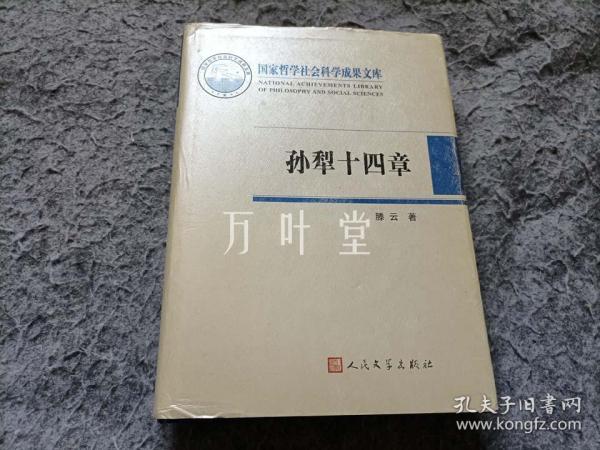 国家哲学社会科学成果文库
NATIONAL ACHIEVEMENTS LIBRARY
OF PHILOSOPHY AND SOCIAL SCIENCES
孙犁十四章
滕云 著
万叶堂
人民文学出版社
孔夫子旧书网
www.kongfz.com